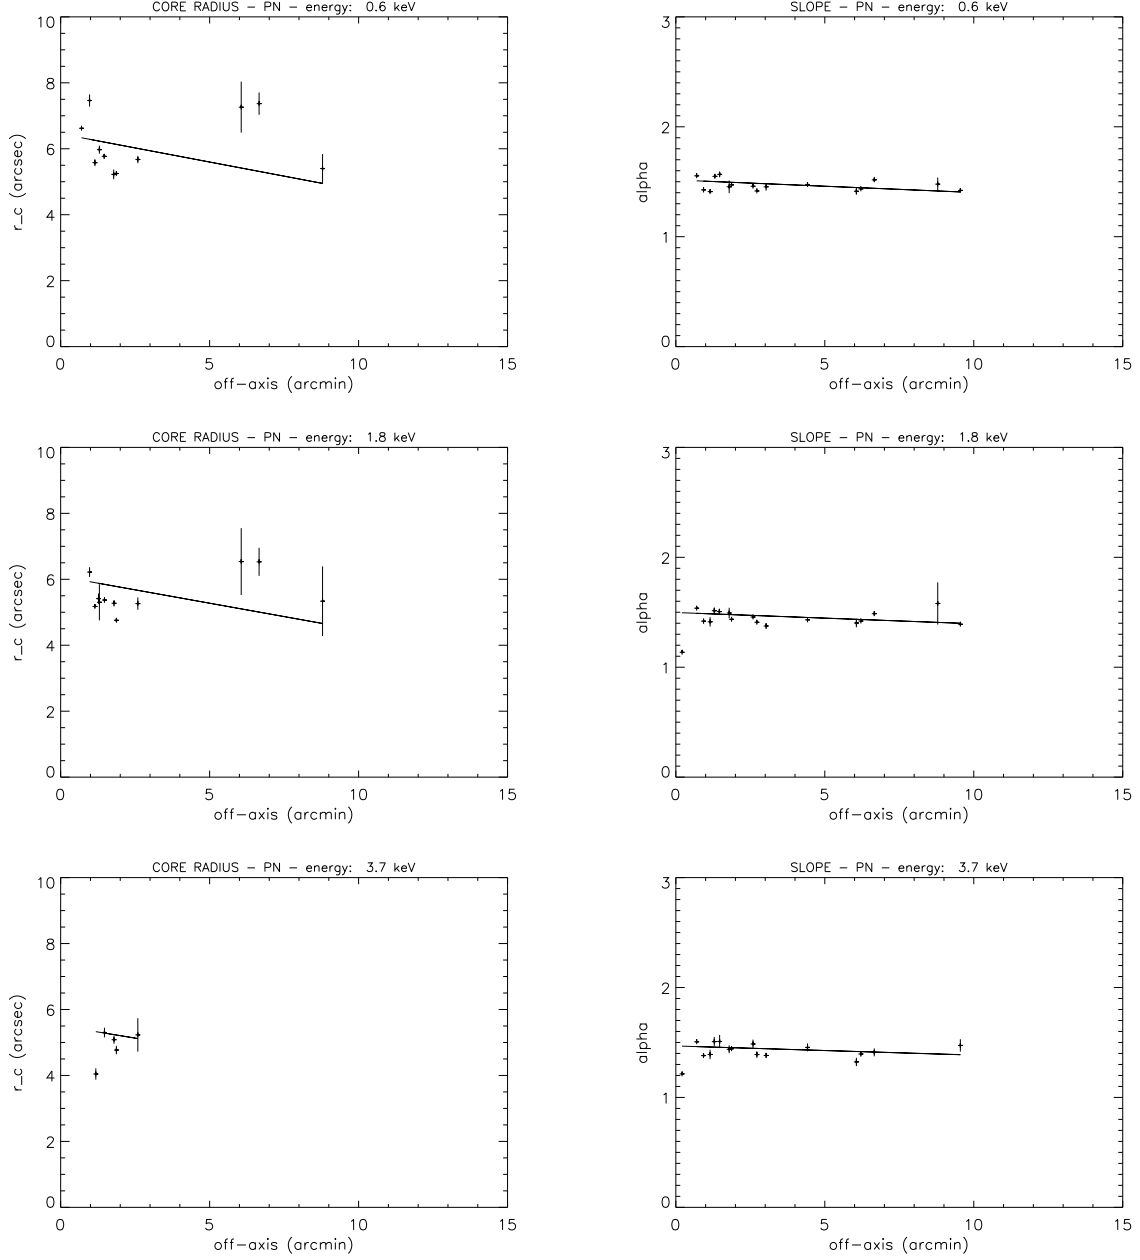 CORE RADIUS - PN - energy: 0.6 keV
10
8
6
4
2
0
r_c (arcsec)
0 5 10 15
off-axis (arcmin)
SLOPE - PN - energy: 0.6 keV
3
2
1
0
alpha
0 5 10 15
off-axis (arcmin)
CORE RADIUS - PN - energy: 1.8 keV
10
8
6
4
2
0
r_c (arcsec)
0 5 10 15
off-axis (arcmin)
SLOPE - PN - energy: 1.8 keV
3
2
1
0
alpha
0 5 10 15
off-axis (arcmin)
CORE RADIUS - PN - energy: 3.7 keV
10
8
6
4
2
0
r_c (arcsec)
0 5 10 15
off-axis (arcmin)
SLOPE - PN - energy: 3.7 keV
3
2
1
0
alpha
0 5 10 15
off-axis (arcmin)